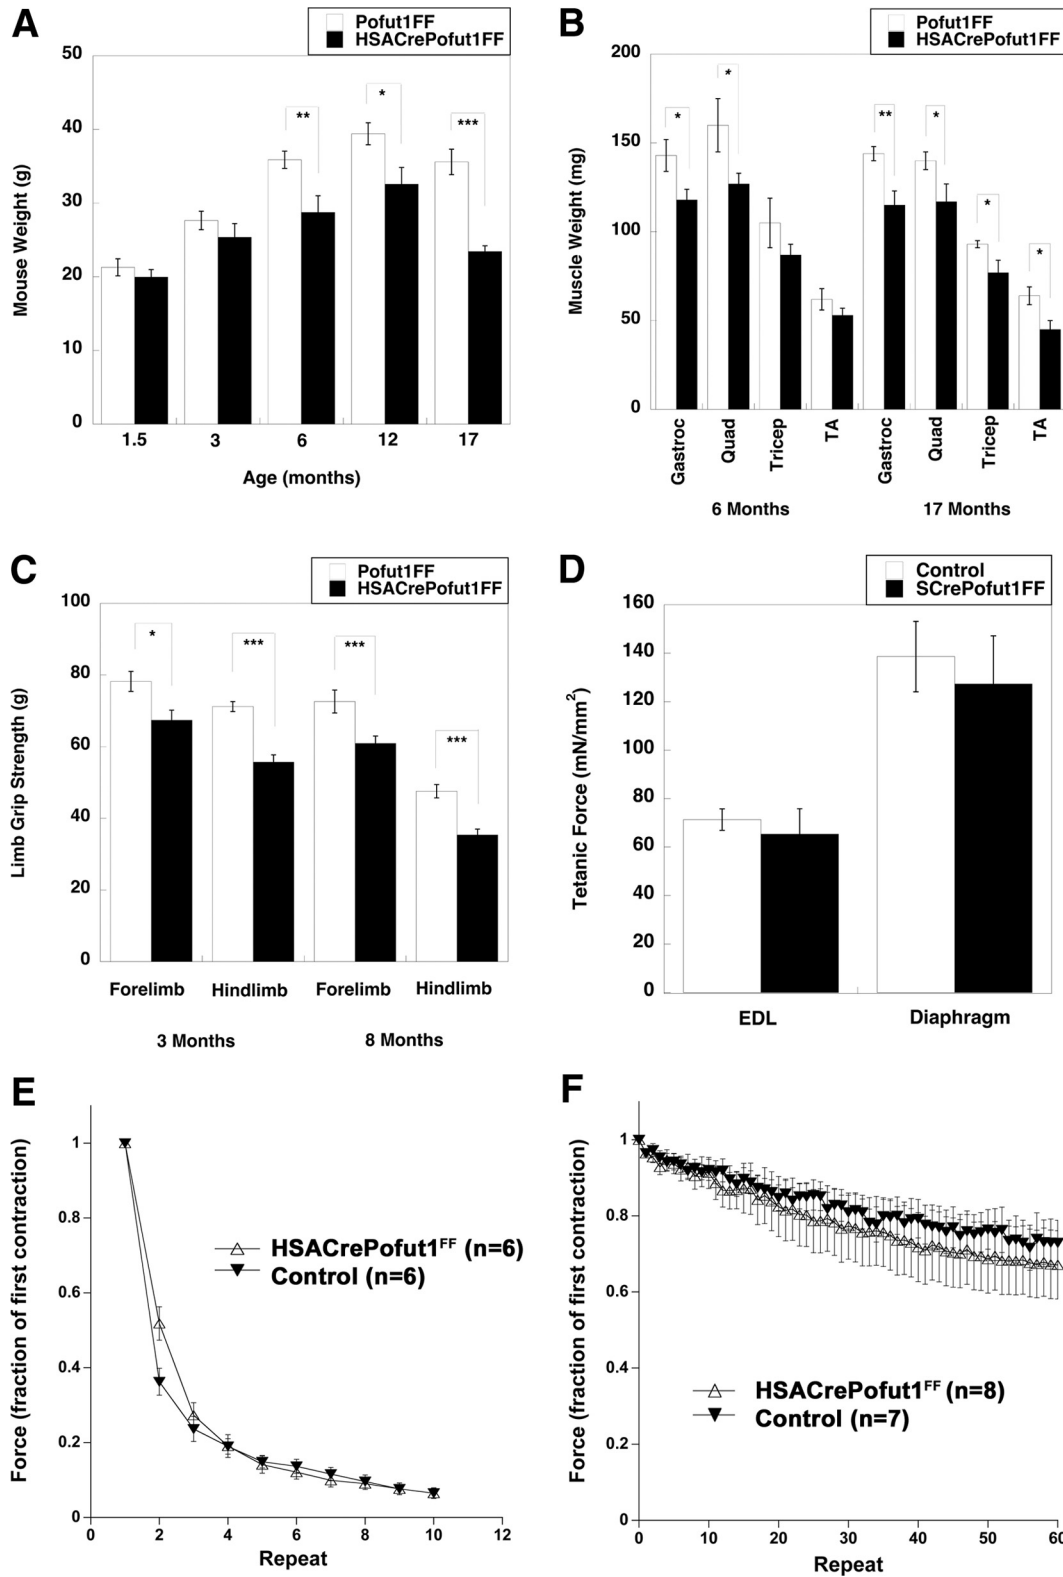 A
Pofut1FF
HSACrePofut1FF
50
40
30
20
10
0
Mouse Weight (g)
**
*
***
1.5 3 6 12 17
Age (months)
B
Pofut1FF
HSACrePofut1FF
200
150
100
50
0
Muscle Weight (mg)
*
*
**
*
*
*
Gastroc
Quad
Tricep
TA
Gastroc
Quad
Tricep
TA
6 Months 17 Months
C
Pofut1FF
HSACrePofut1FF
100
80
60
40
20
0
Limb Grip Strength (g)
*
***
***
***
Forelimb Hindlimb Forelimb Hindlimb
3 Months 8 Months
D
Control
SCrePofut1FF
160
140
120
100
80
60
40
20
0
Tetanic Force (mN/mm²)
EDL Diaphragm
E
1
0.8
0.6
0.4
0.2
0
Force (fraction of first contraction)
HSACrePofut1FF (n=6)
Control (n=6)
0 2 4 6 8 10 12
Repeat
F
1
0.8
0.6
0.4
0.2
0
Force (fraction of first contraction)
HSACrePofut1FF (n=8)
Control (n=7)
0 10 20 30 40 50 60
Repeat